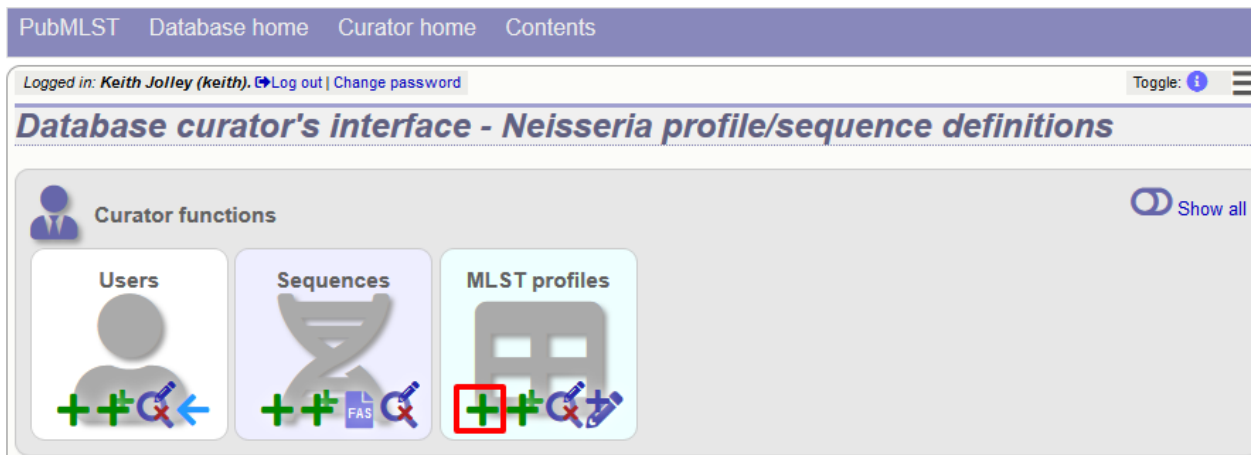 PubMLST Database home Curator home Contents
Logged in: Keith Jolley (keith). Log out | Change password
Toggle: i
Database curator's interface - Neisseria profile/sequence definitions
Curator functions
Show all
Users
Sequences
MLST profiles
FAS